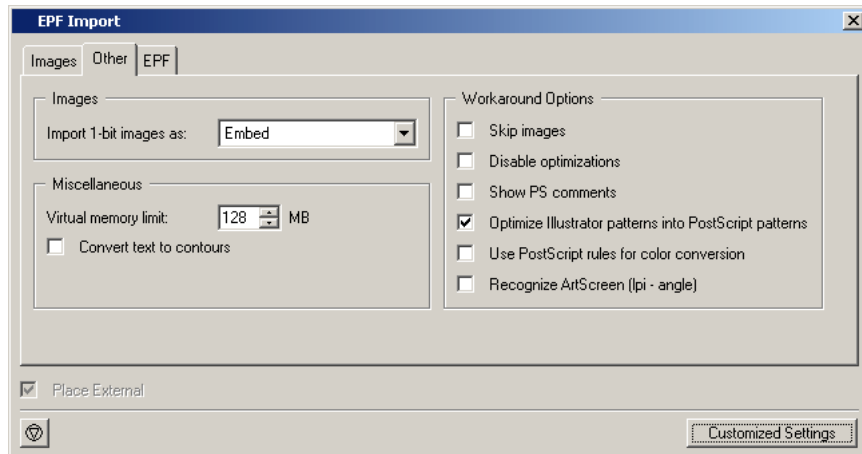 EPF Import
Images Other EPF
Images
Import 1-bit images as: Embed
Miscellaneous
Virtual memory limit: 128 MB
Convert text to contours
Workaround Options
Skip images
Disable optimizations
Show PS comments
Optimize Illustrator patterns into PostScript patterns
Use PostScript rules for color conversion
Recognize ArtScreen (lpi - angle)
Place External
Customized Settings